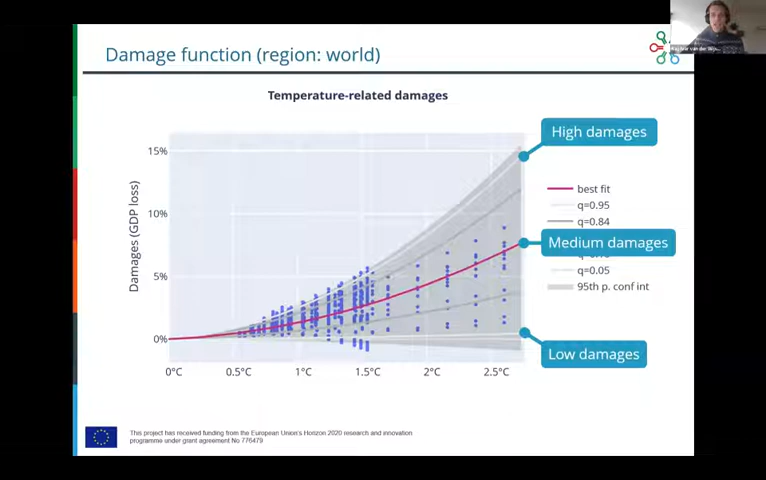 Damage function (region: world)
Temperature-related damages
High damages
15%
best fit
q=0.95
10%
q=0.84
Medium damages
Damages (GDP loss)
5%
q=0.05
95th p. conf int
0%
Low damages
0°C
0.5°C
1°C
1.5°C
2°C
2.5°C
This project has received funding from the European Union's Horizon 2020 research and innovation
programme under grant agreement No 776479